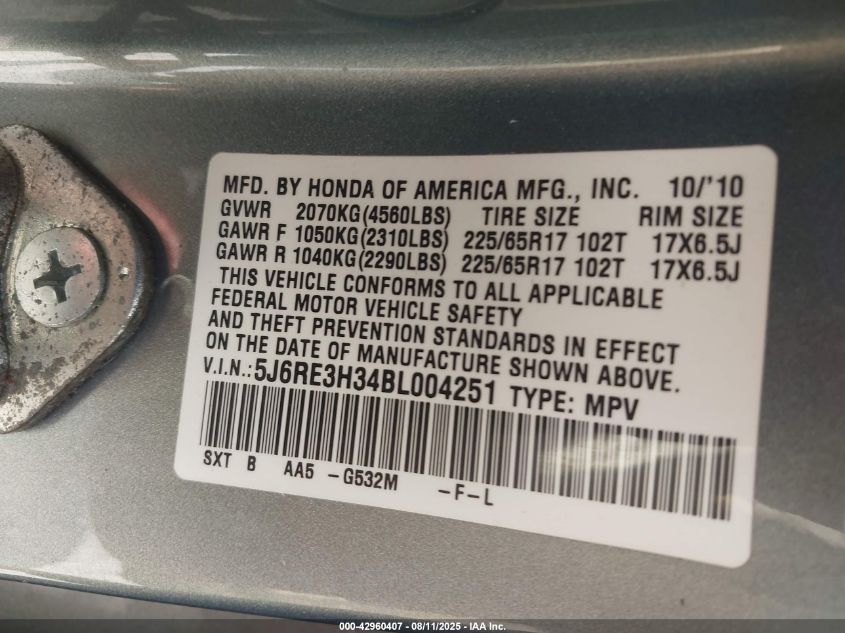 MFD. BY HONDA OF AMERICA MFG., INC. 10/'10
GVWR 2070KG(4560LBS) TIRE SIZE RIM SIZE
GAWR F 1050KG(2310LBS) 225/65R17 102T 17X6.5J
GAWR R 1040KG(2290LBS) 225/65R17 102T 17X6.5J
THIS VEHICLE CONFORMS TO ALL APPLICABLE
FEDERAL MOTOR VEHICLE SAFETY
AND THEFT PREVENTION STANDARDS IN EFFECT
ON THE DATE OF MANUFACTURE SHOWN ABOVE.
V.I.N.:5J6RE3H34BL004251 TYPE: MPV
SXT B AA5 -G532M -F-L
000-42960407 - 08/11/2025 - IAA Inc.